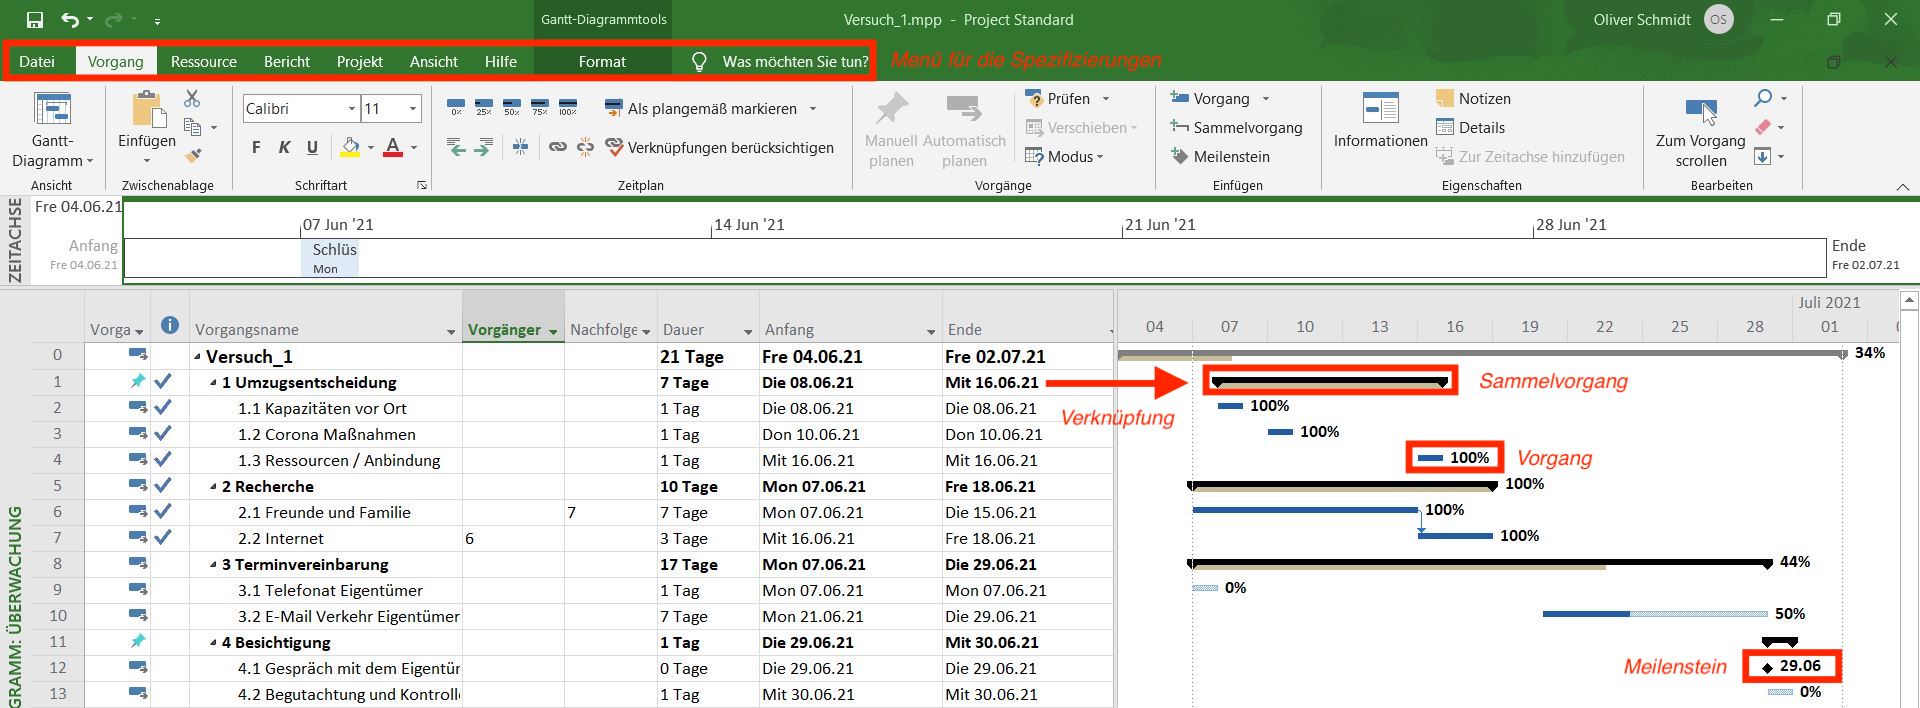 Gantt-Diagrammtools
Versuch_1.mpp - Project Standard
Oliver Schmidt OS
Datei Vorgang Ressource Bericht Projekt Ansicht Hilfe Format Was möchten Sie tun?
Menü für die Spezifizierungen
Gantt-
Diagramm
Ansicht
Einfügen
Zwischenablage
Calibri 11
F K U A
Schriftart
0% 25% 50% 75% 100%
Als plangemäß markieren
Verknüpfungen berücksichtigen
Zeitplan
Manuell
planen
Automatisch
planen
Prüfen
Verschieben
Modus
Vorgänge
Vorgang
Sammelvorgang
Meilenstein
Einfügen
Informationen
Notizen
Details
Zur Zeitachse hinzufügen
Eigenschaften
Zum Vorgang
scrollen
Bearbeiten
ZEITACHSE
Fre 04.06.21
07 Jun '21 14 Jun '21 21 Jun '21 28 Jun '21
Anfang
Fre 04.06.21
Schlüs
Mon
Ende
Fre 02.07.21
Vorga Vorgangsname Vorgänger Nachfolge Dauer Anfang Ende
Juli 2021
04 07 10 13 16 19 22 25 28 01
0 Versuch_1 21 Tage Fre 04.06.21 Fre 02.07.21 34%
1 1 Umzugsentscheidung 7 Tage Die 08.06.21 Mit 16.06.21 Sammelvorgang
2 1.1 Kapazitäten vor Ort 1 Tag Die 08.06.21 Die 08.06.21 100%
Verknüpfung
3 1.2 Corona Maßnahmen 1 Tag Don 10.06.21 Don 10.06.21 100%
4 1.3 Ressourcen / Anbindung 1 Tag Mit 16.06.21 Mit 16.06.21 100% Vorgang
5 2 Recherche 10 Tage Mon 07.06.21 Fre 18.06.21 100%
6 2.1 Freunde und Familie 7 7 Tage Mon 07.06.21 Die 15.06.21 100%
7 2.2 Internet 6 3 Tage Mit 16.06.21 Fre 18.06.21 100%
8 3 Terminvereinbarung 17 Tage Mon 07.06.21 Die 29.06.21 44%
9 3.1 Telefonat Eigentümer 1 Tag Mon 07.06.21 Mon 07.06.21 0%
10 3.2 E-Mail Verkehr Eigentümer 7 Tage Mon 21.06.21 Die 29.06.21 50%
11 4 Besichtigung 1 Tag Die 29.06.21 Mit 30.06.21
12 4.1 Gespräch mit dem Eigentür 0 Tage Die 29.06.21 Die 29.06.21 Meilenstein 29.06
13 4.2 Begutachtung und Kontroll 1 Tag Mit 30.06.21 Mit 30.06.21 0%
GRAMM: ÜBERWACHUNG